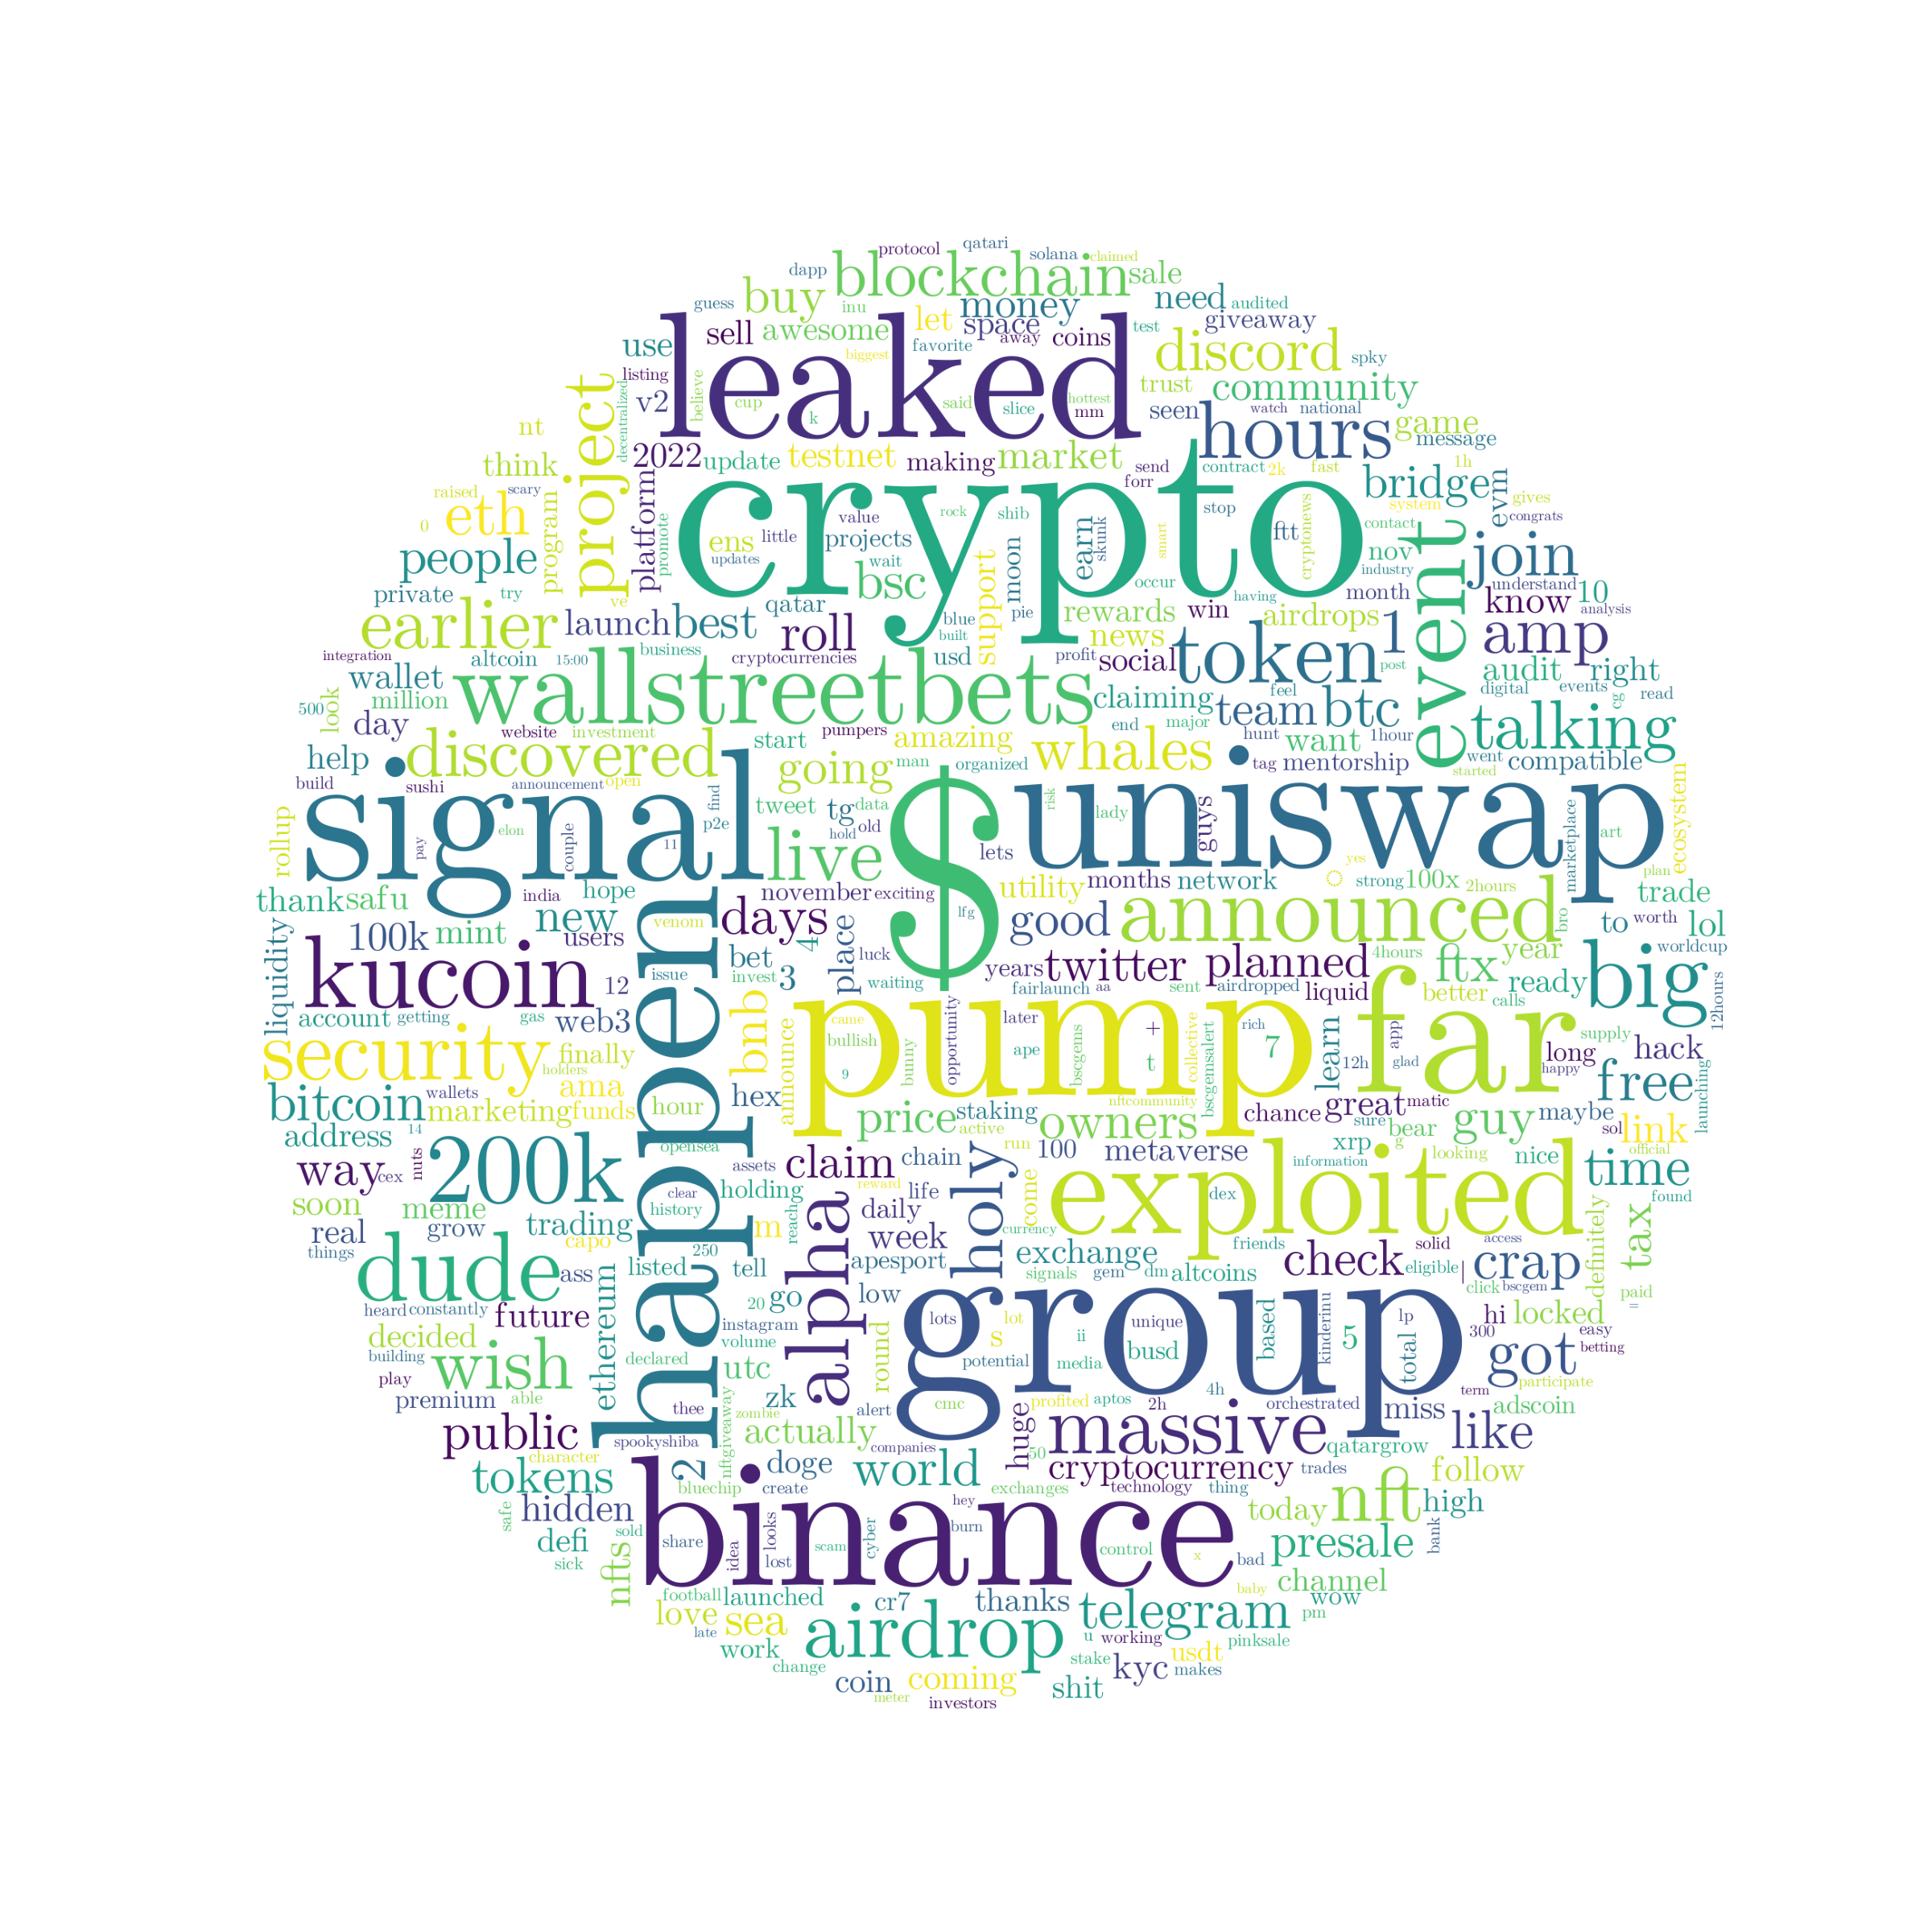 protocol
qatari
solana
claimed
dapp
blockchain
sale
guess
buy
inu
money
need
audited
let
space
giveaway
sell
awesome
away
coins
test
leaked
use
favorite
discord
spky
biggest
listing
trust
community
v2
believe
cup
k
said
slice
hottest
mm
seen
watch
national
project
decentralized
nt
hours
game
message
2022
update
testnet
making
market
send
contract
2k
fast
1h
think
forr
bridge
evm
gives
raised
scary
crypto
system
congrats
0
eth
program
platform
promote
value
rock
shib
stop
ftt
cryptonews
contact
ens
little
projects
moon
earn
skunk
smart
nov
join
people
updates
wait
bsc
support
occur
industry
understand
private
try
ve
qatar
blue
pie
having
month
know
10
earlier
launch
best
roll
built
rewards
win
airdrops
analysis
news
event
amp
integration
altcoin
15:00
business
cryptocurrencies
usd
profit
social
token
1
post
wallet
audit
right
wallstreetbets
claiming
feel
digital
events
read
look
million
500
day
website
investment
pumpers
end
major
team
btc
cg
talking
help
discovered
start
amazing
whales
hunt
1hour
want
went
going
man
organized
tag
mentorship
compatible
started
build
sushi
announcement
open
find
tweet
data
tg
risk
lady
guys
marketplace
ecosystem
signal
p2e
hold
old
$
uniswap
art
rollup
elon
pay
couple
11
live
lets
yes
plan
thank
safu
india
hope
november
exciting
utility
months
network
strong
100x
2hours
trade
100k
mint
new
venom
days
lfg
good
announced
bro
to
worth
lol
liquidity
kucoin
users
bet
4
place
luck
years
twitter
planned
4hours
ftx
year
worldcup
12
issue
3
invest
waiting
fairlaunch
aa
sent
airdropped
liquid
better
ready
calls
big
12hours
account
getting
gas
web3
happen
bnb
announce
came
bullish
bunny
opportunity
later
pump
+
rich
far
supply
security
finally
holders
9
ape
bscgems
t
collective
bscgemsalert
7
12h
learn
glad
app
long
happy
hack
bitcoin
wallets
ama
hex
nftcommunity
chance
great
matic
free
launching
marketing
funds
hour
price
staking
active
owners
sure
bear
guy
maybe
sol
link
address
14
opensea
run
100
metaverse
xrp
g
looking
nice
official
way
cex
nuts
200k
assets
claim
chain
information
time
clear
reward
life
come
exploited
dex
found
soon
meme
holding
history
daily
holy
currency
definitely
tax
real
grow
trading
m
reach
alpha
week
exchange
friends
check
solid
access
things
capo
250
apesport
signals
gem
dm
altcoins
eligible
|
crap
dude
ass
listed
tell
low
click
bscgem
paid
heard
constantly
20
go
group
300
hi
locked
=
future
ethereum
instagram
lots
s
lot
unique
based
kinderinu
lp
easy
decided
volume
round
ii
5
betting
building
declared
utc
potential
media
busd
total
got
play
wish
participate
premium
able
zk
profited
aptos
4h
term
adscoin
thee
nftgiveaway
zombie
alert
2h
orchestrated
miss
public
spookyshiba
actually
companies
huge
massive
qatargrow
like
character
2
doge
50
tokens
bluechip
create
world
cryptocurrency
trades
follow
exchanges
technology
thing
nft
high
safe
hidden
hey
today
defi
sold
share
looks
binance
burn
presale
bank
sick
nfts
idea
lost
scam
cyber
control
x
bad
football
launched
baby
channel
love
sea
cr7
thanks
telegram
wow
pm
late
work
airdrop
u
working
pinksale
change
coin
coming
stake
kyc
usdt
makes
meter
investors
shit